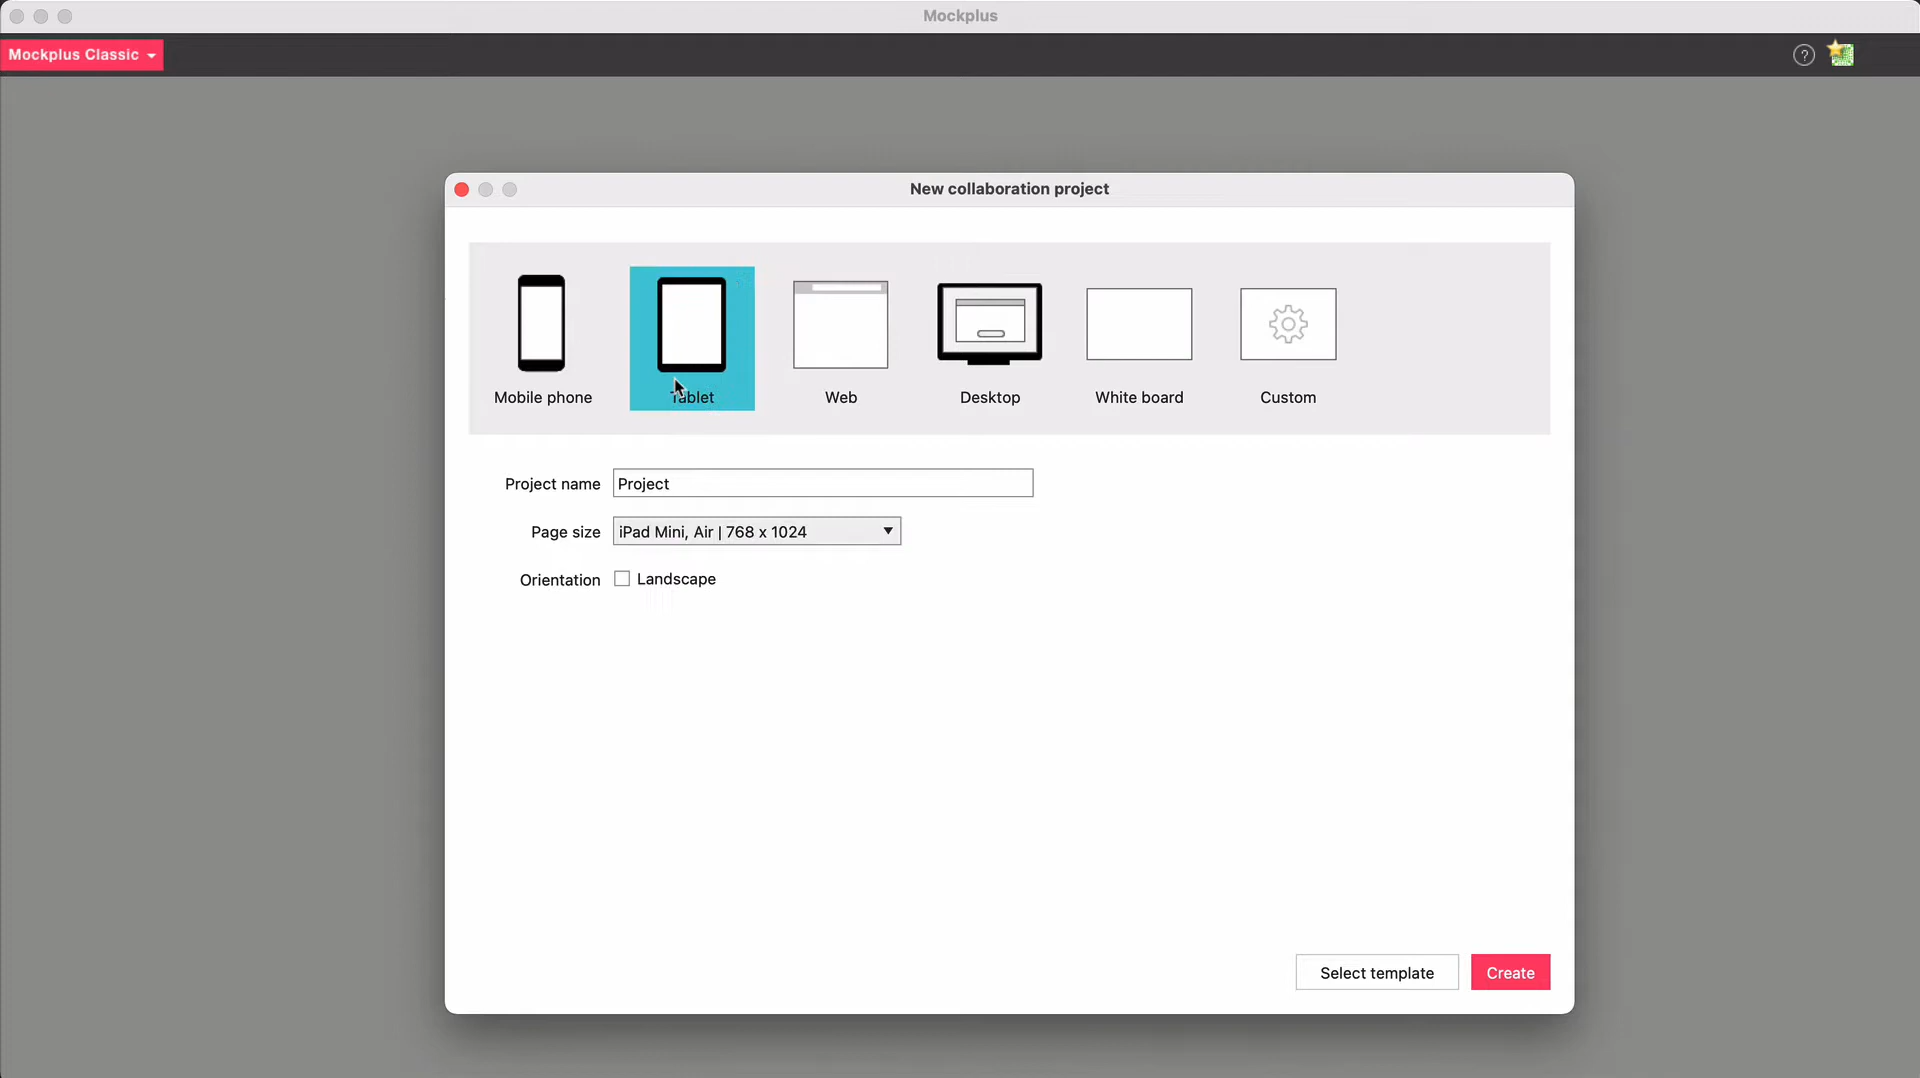 Mockplus
Mockplus Classic
?
New collaboration project
Mobile phone
Tablet
Web
Desktop
White board
Custom
Project name
Project
Page size
iPad Mini, Air | 768 x 1024
Orientation
Landscape
Select template
Create